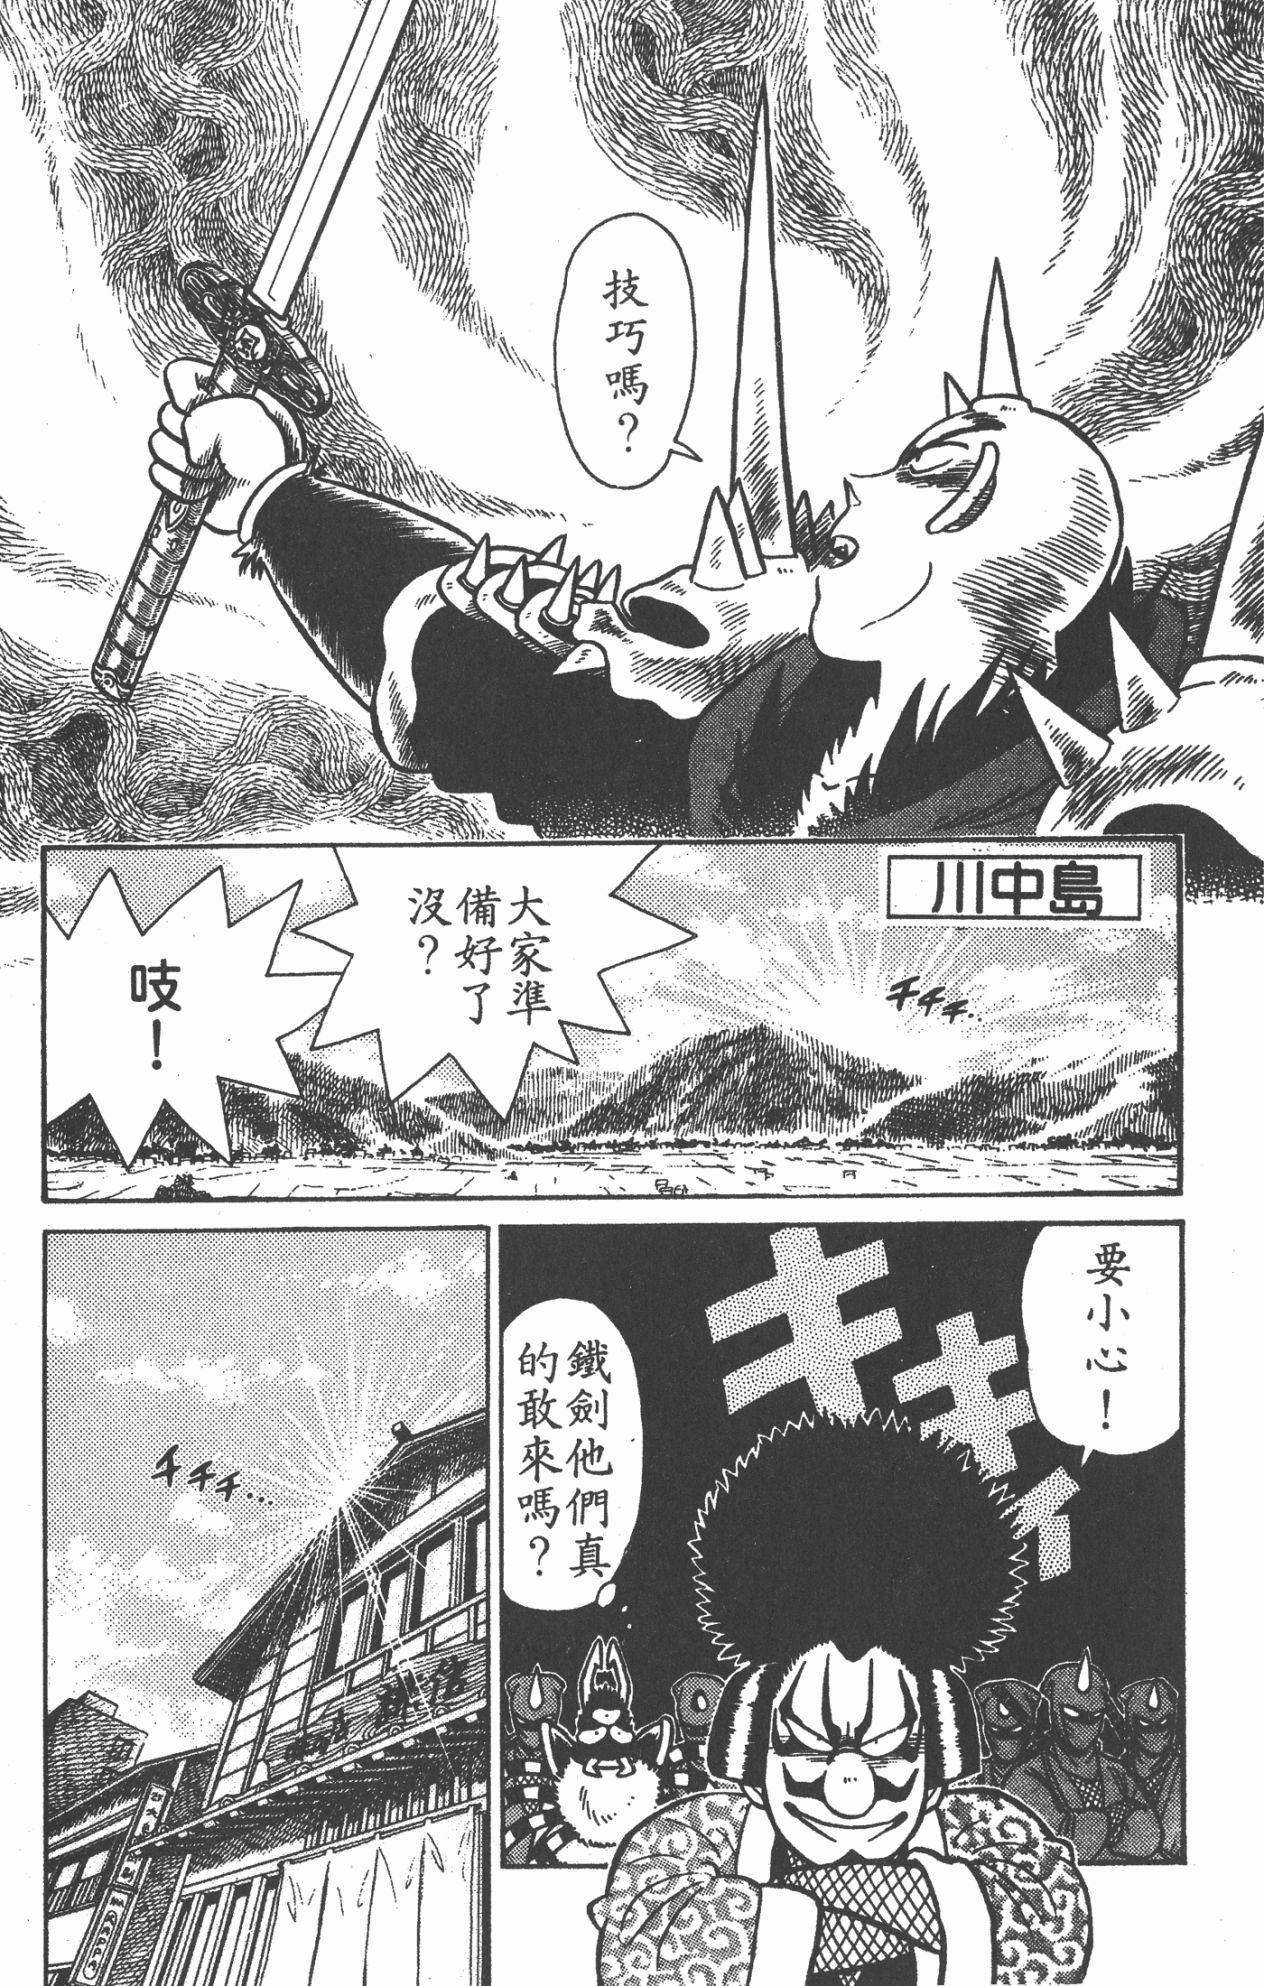 技巧嗎？
川中島
チチチ…
大家準
備好了
沒？
吱！
要小心！
キキィ
鐵劍他們真
的敢來嗎？
チチチ…